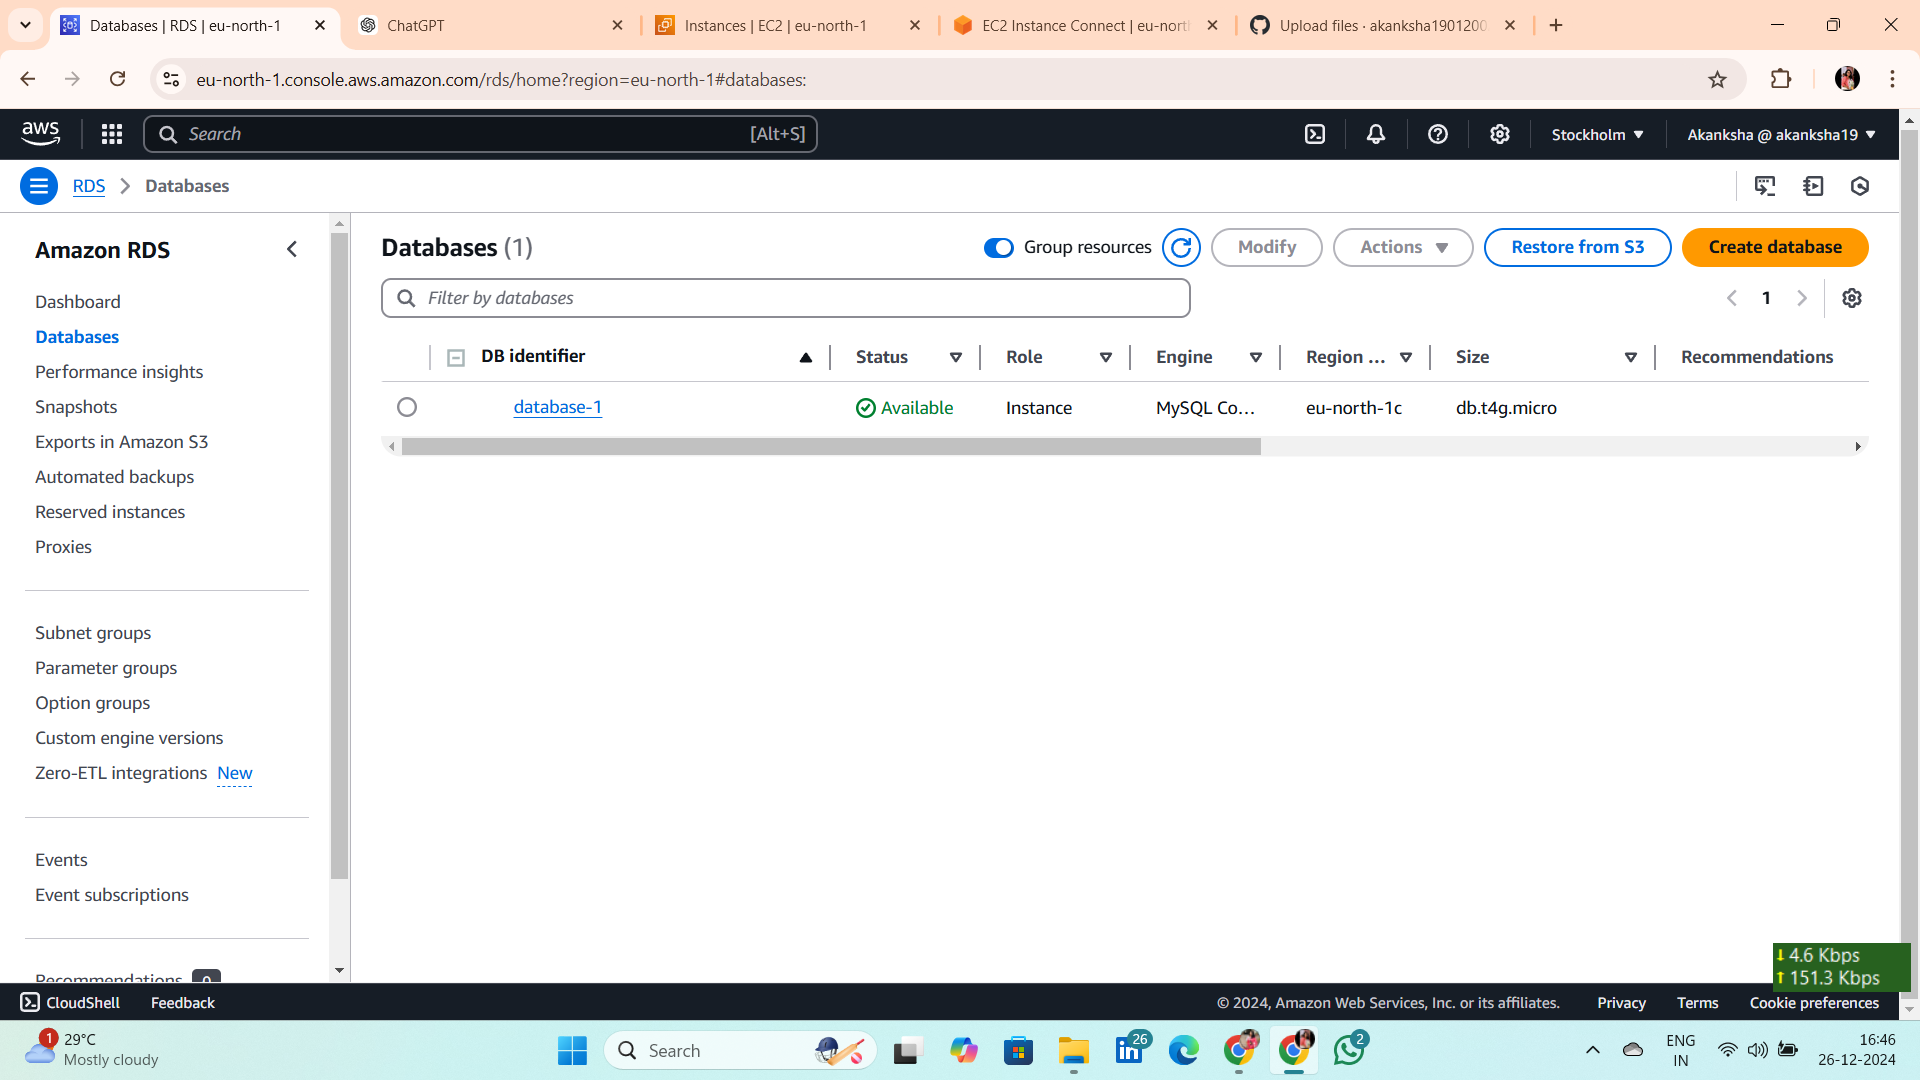 Databases | RDS | eu-north-1
ChatGPT
Instances | EC2 | eu-north-1
EC2 Instance Connect | eu-nort
Upload files · akanksha1901200
eu-north-1.console.aws.amazon.com/rds/home?region=eu-north-1#databases:
aws
Search
[Alt+S]
Stockholm
Akanksha @ akanksha19
RDS
Databases
Amazon RDS
Dashboard
Databases
Performance insights
Snapshots
Exports in Amazon S3
Automated backups
Reserved instances
Proxies
Subnet groups
Parameter groups
Option groups
Custom engine versions
Zero-ETL integrations New
Events
Event subscriptions
Recommendations 0
Databases (1)
Group resources
Modify
Actions
Restore from S3
Create database
Filter by databases
1
DB identifier
Status
Role
Engine
Region ...
Size
Recommendations
database-1
Available
Instance
MySQL Co...
eu-north-1c
db.t4g.micro
4.6 Kbps
151.3 Kbps
CloudShell
Feedback
© 2024, Amazon Web Services, Inc. or its affiliates.
Privacy
Terms
Cookie preferences
1
29°C
Mostly cloudy
Search
26
2
ENG
IN
16:46
26-12-2024